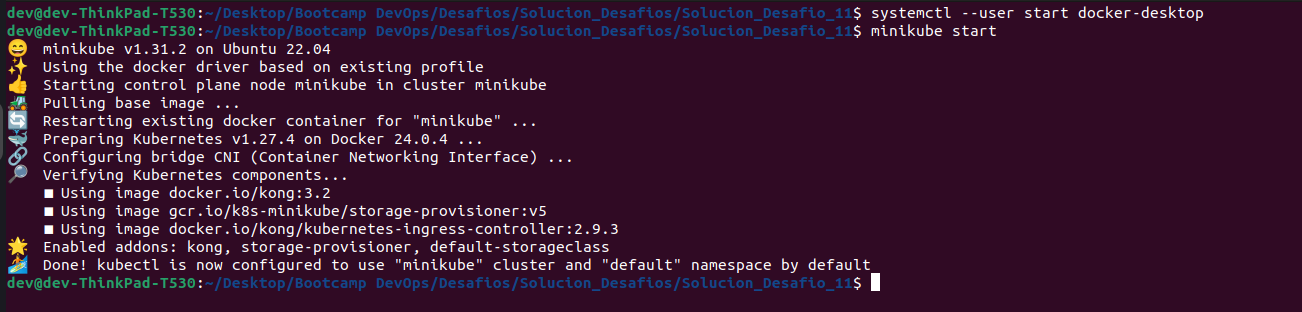 dev@dev-ThinkPad-T530:~/Desktop/Bootcamp DevOps/Desafios/Solucion_Desafios/Solucion_Desafio_11$ systemctl --user start docker-desktop
dev@dev-ThinkPad-T530:~/Desktop/Bootcamp DevOps/Desafios/Solucion_Desafios/Solucion_Desafio_11$ minikube start
😄 minikube v1.31.2 on Ubuntu 22.04
✨ Using the docker driver based on existing profile
👍 Starting control plane node minikube in cluster minikube
🚜 Pulling base image ...
🔄 Restarting existing docker container for "minikube" ...
🐳 Preparing Kubernetes v1.27.4 on Docker 24.0.4 ...
🔗 Configuring bridge CNI (Container Networking Interface) ...
🔎 Verifying Kubernetes components...
■ Using image docker.io/kong:3.2
■ Using image gcr.io/k8s-minikube/storage-provisioner:v5
■ Using image docker.io/kong/kubernetes-ingress-controller:2.9.3
🌟 Enabled addons: kong, storage-provisioner, default-storageclass
🏄 Done! kubectl is now configured to use "minikube" cluster and "default" namespace by default
dev@dev-ThinkPad-T530:~/Desktop/Bootcamp DevOps/Desafios/Solucion_Desafios/Solucion_Desafio_11$